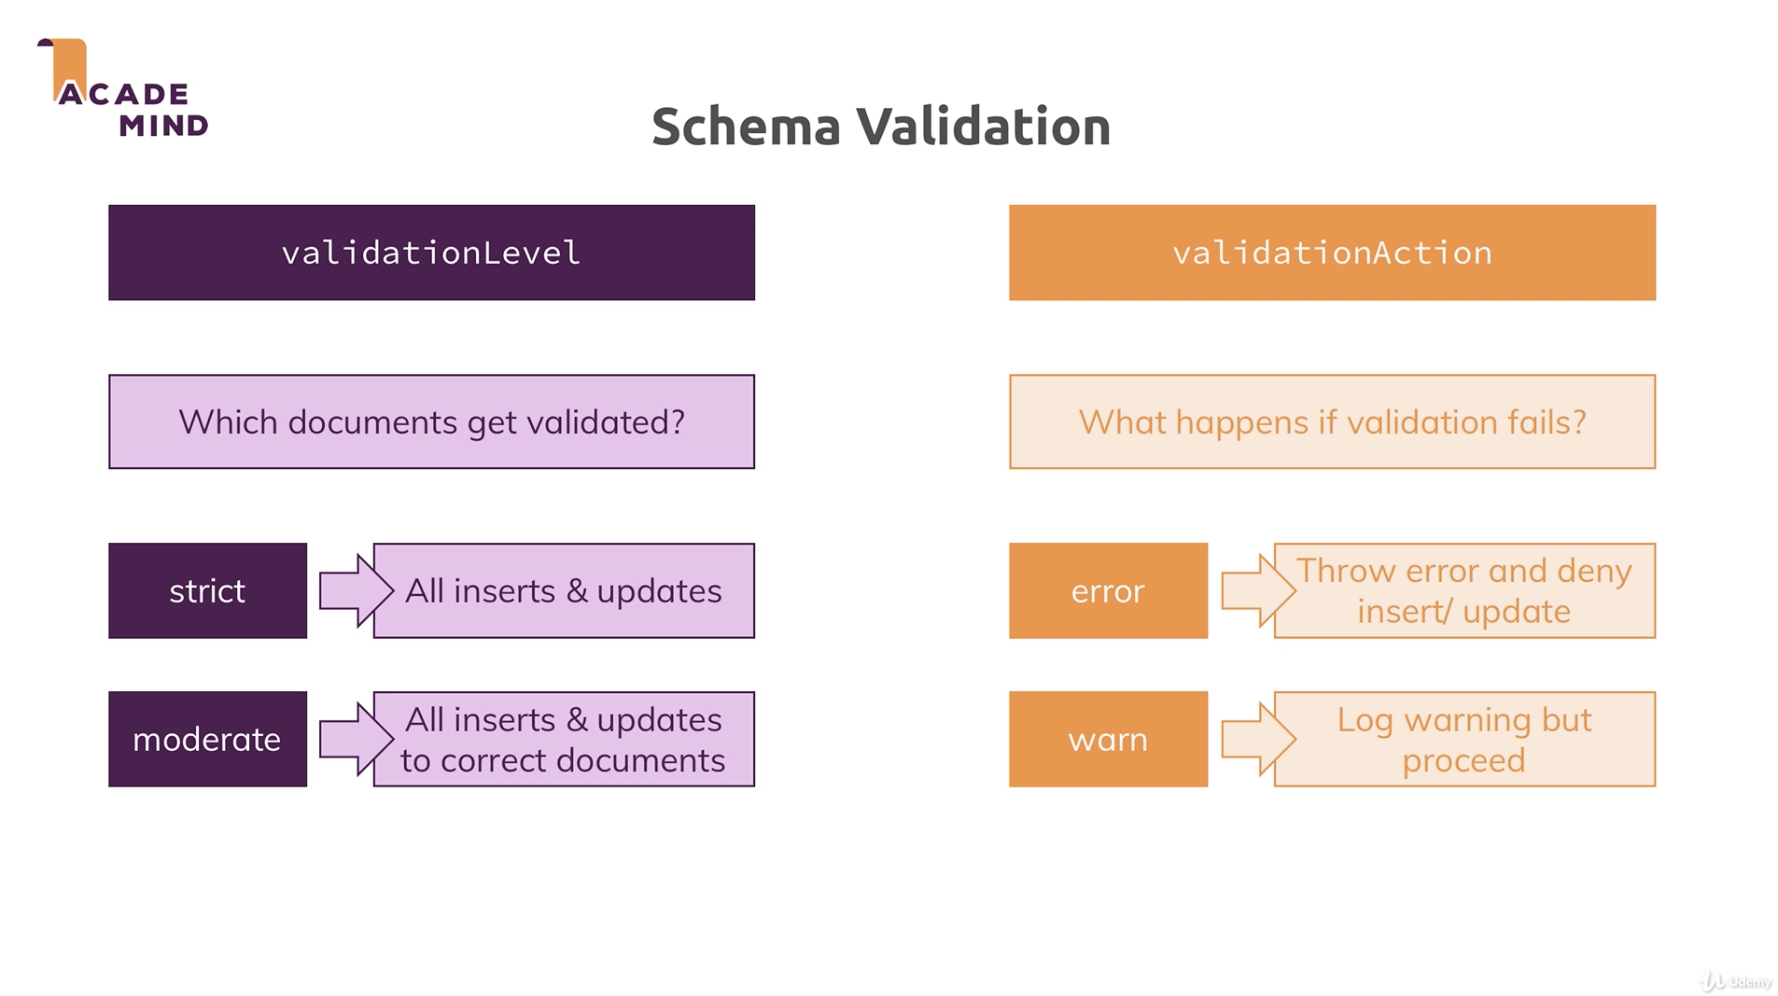 ACADE
MIND
Schema Validation
validationLevel
Which documents get validated?
strict
All inserts & updates
moderate
All inserts & updates
to correct documents
validationAction
What happens if validation fails?
error
Throw error and deny
insert/ update
warn
Log warning but
proceed
Udemy